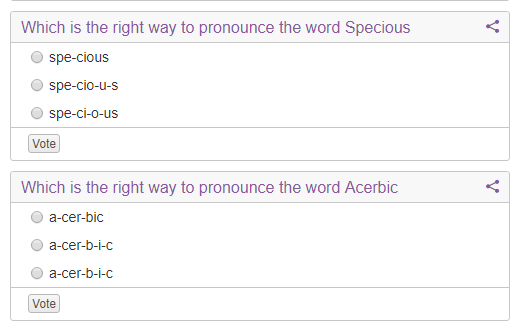 Which is the right way to pronounce the word Specious
spe-cious
spe-cio-u-s
spe-ci-o-us
Vote
Which is the right way to pronounce the word Acerbic
a-cer-bic
a-cer-b-i-c
a-cer-b-i-c
Vote